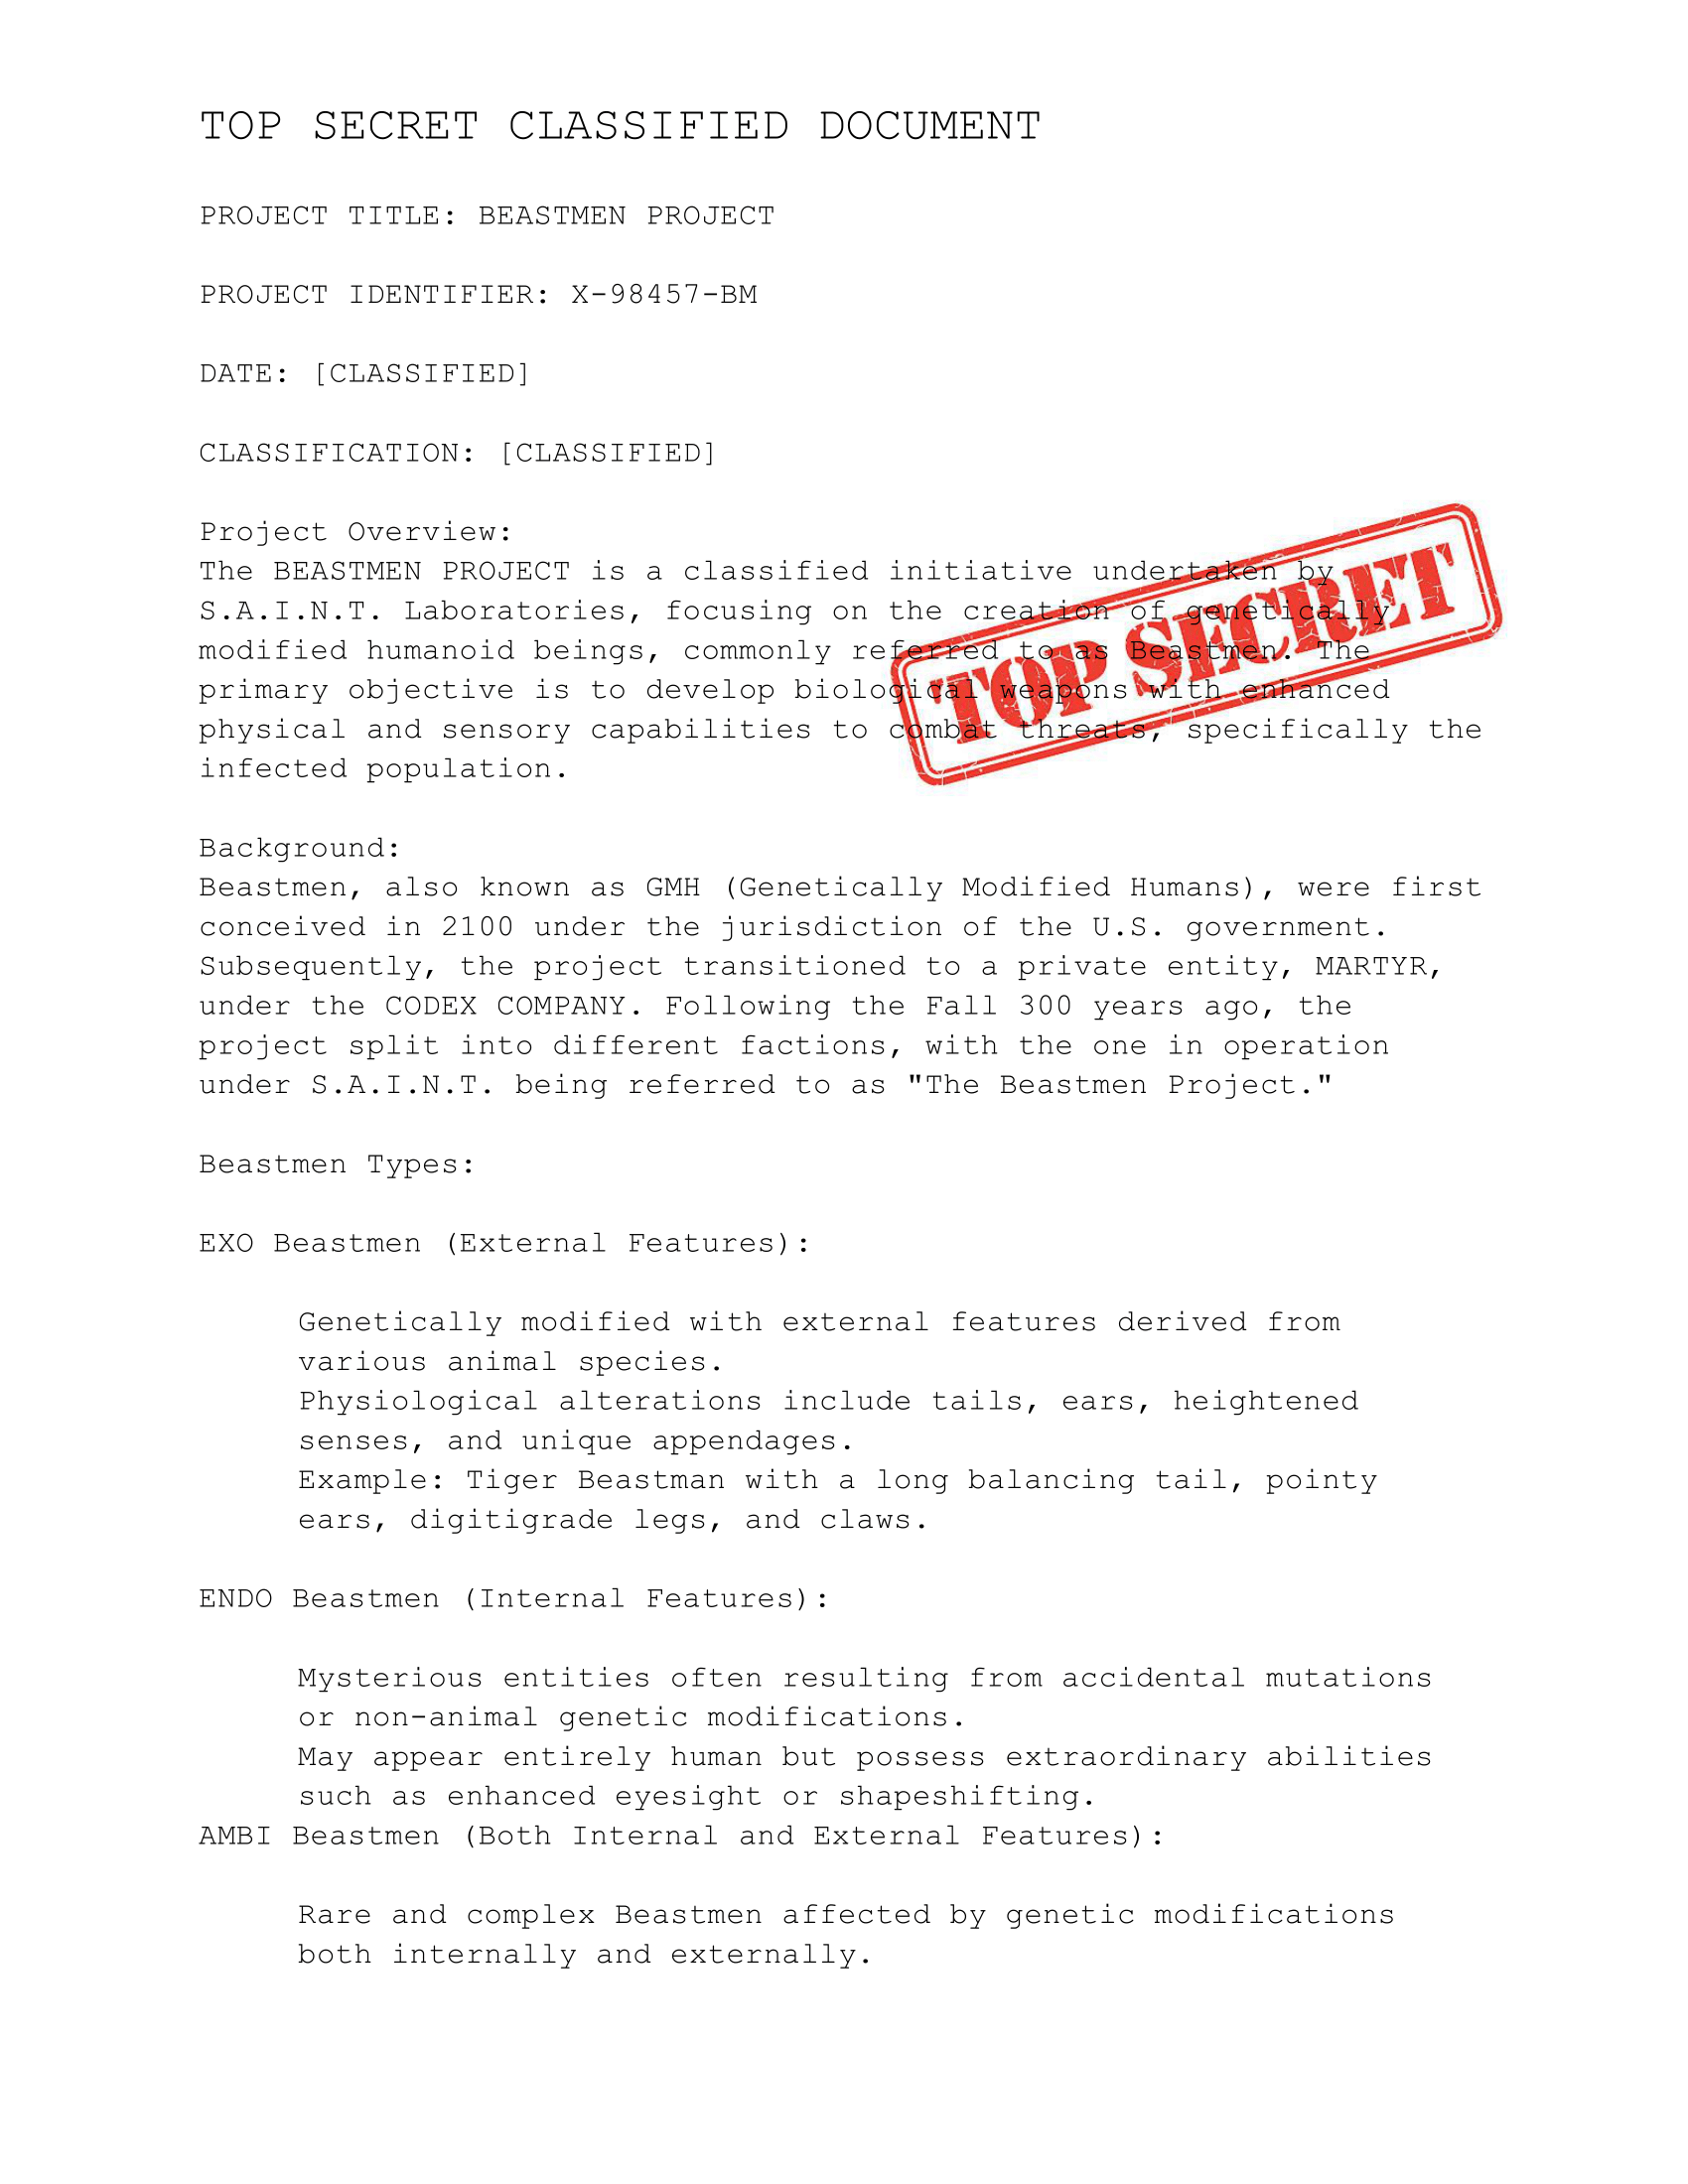 TOP SECRET CLASSIFIED DOCUMENT
PROJECT TITLE: BEASTMEN PROJECT
PROJECT IDENTIFIER: X-98457-BM
DATE: [CLASSIFIED]
CLASSIFICATION: [CLASSIFIED]
Project Overview:
The BEASTMEN PROJECT is a classified initiative undertaken by
S.A.I.N.T. Laboratories, focusing on the creation of genetically
modified humanoid beings, commonly referred to as Beastmen. The
primary objective is to develop biological weapons with enhanced
physical and sensory capabilities to combat threats, specifically the
infected population.
TOP SECRET
Background:
Beastmen, also known as GMH (Genetically Modified Humans), were first
conceived in 2100 under the jurisdiction of the U.S. government.
Subsequently, the project transitioned to a private entity, MARTYR,
under the CODEX COMPANY. Following the Fall 300 years ago, the
project split into different factions, with the one in operation
under S.A.I.N.T. being referred to as "The Beastmen Project."
Beastmen Types:
EXO Beastmen (External Features):
Genetically modified with external features derived from
various animal species.
Physiological alterations include tails, ears, heightened
senses, and unique appendages.
Example: Tiger Beastman with a long balancing tail, pointy
ears, digitigrade legs, and claws.
ENDO Beastmen (Internal Features):
Mysterious entities often resulting from accidental mutations
or non-animal genetic modifications.
May appear entirely human but possess extraordinary abilities
such as enhanced eyesight or shapeshifting.
AMBI Beastmen (Both Internal and External Features):
Rare and complex Beastmen affected by genetic modifications
both internally and externally.